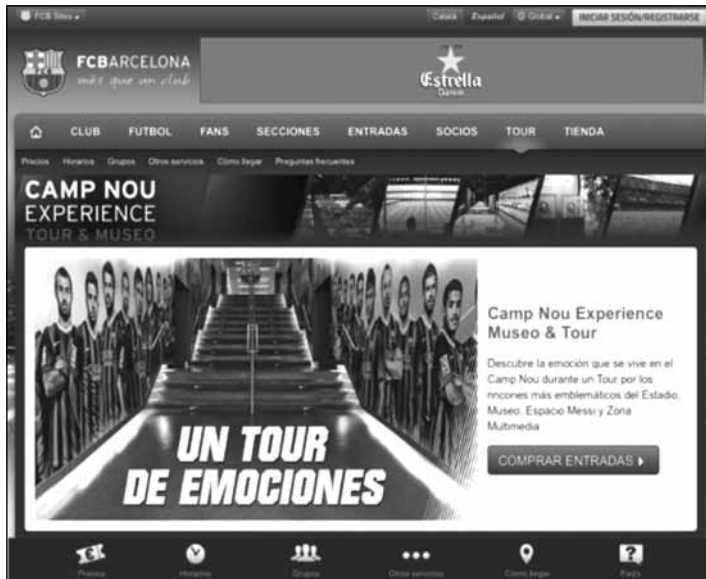 FCB Sites
Català Español Global INICIAR SESIÓN/REGISTRARSE
FCBARCELONA
més que un club
FCB
Estrella
Damm
CLUB FÚTBOL FANS SECCIONES ENTRADAS SOCIOS TOUR TIENDA
Precios Horarios Grupos Otros servicios Cómo llegar Preguntas frecuentes
CAMP NOU
EXPERIENCE
TOUR & MUSEO
Camp Nou Experience
Museo & Tour
Descubre la emoción que se vive en el
Camp Nou durante un Tour por los
rincones más emblemáticos del Estadio,
Museo, Espacio Messi y Zona
Multimedia
COMPRAR ENTRADAS
UN TOUR
DE EMOCIONES
Precios Horarios Grupos Otros servicios Cómo llegar Faq's